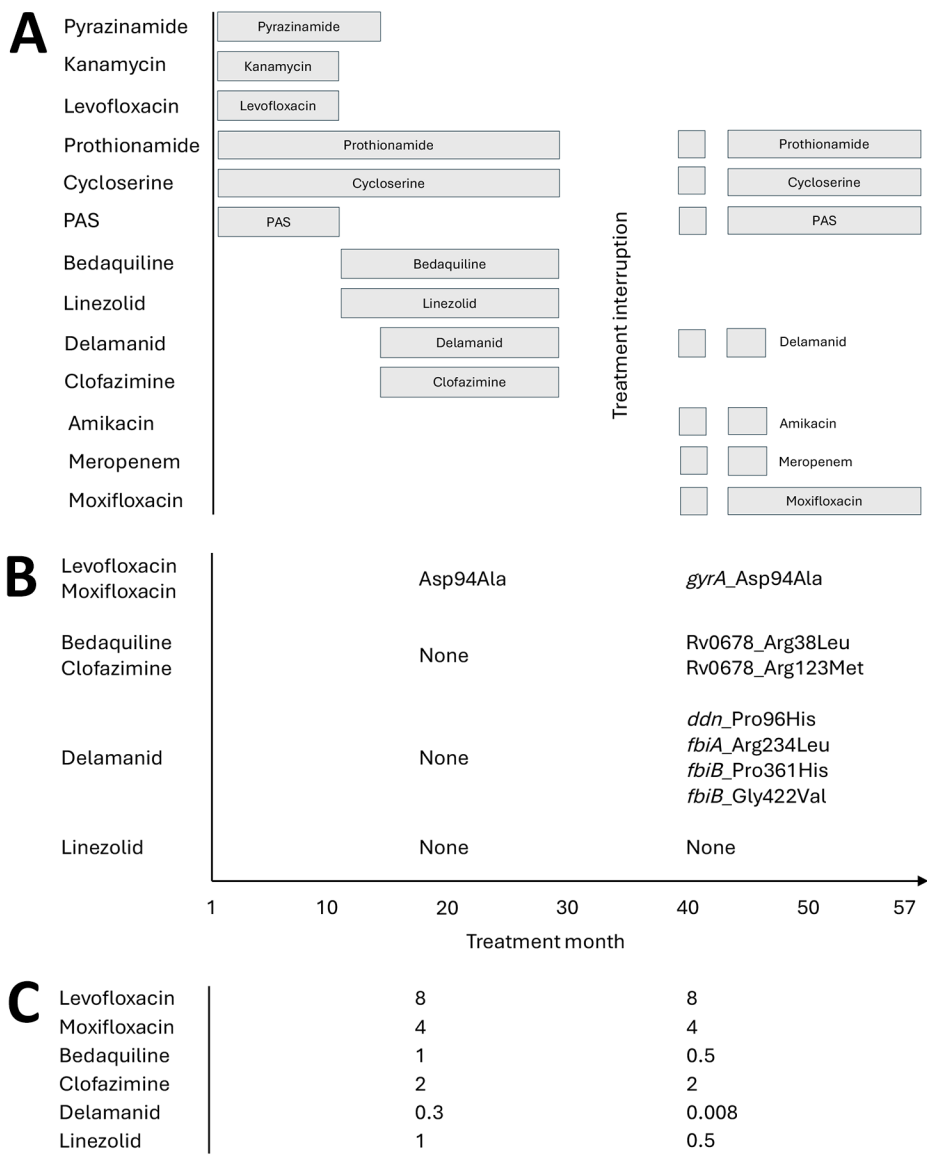 A
Pyrazinamide Pyrazinamide
Kanamycin Kanamycin
Levofloxacin Levofloxacin
Prothionamide Prothionamide Prothionamide
Cycloserine Cycloserine Cycloserine
PAS PAS PAS
Bedaquiline Bedaquiline
Linezolid Linezolid
Delamanid Delamanid Delamanid
Clofazimine Clofazimine
Treatment interruption
Amikacin Amikacin
Meropenem Meropenem
Moxifloxacin Moxifloxacin
B
Levofloxacin
Moxifloxacin
Asp94Ala gyrA_Asp94Ala
Bedaquiline
Clofazimine
None
Rv0678_Arg38Leu
Rv0678_Arg123Met
Delamanid None
ddn_Pro96His
fbiA_Arg234Leu
fbiB_Pro361His
fbiB_Gly422Val
Linezolid None None
1 10 20 30 40 50 57
Treatment month
C
Levofloxacin 8 8
Moxifloxacin 4 4
Bedaquiline 1 0.5
Clofazimine 2 2
Delamanid 0.3 0.008
Linezolid 1 0.5